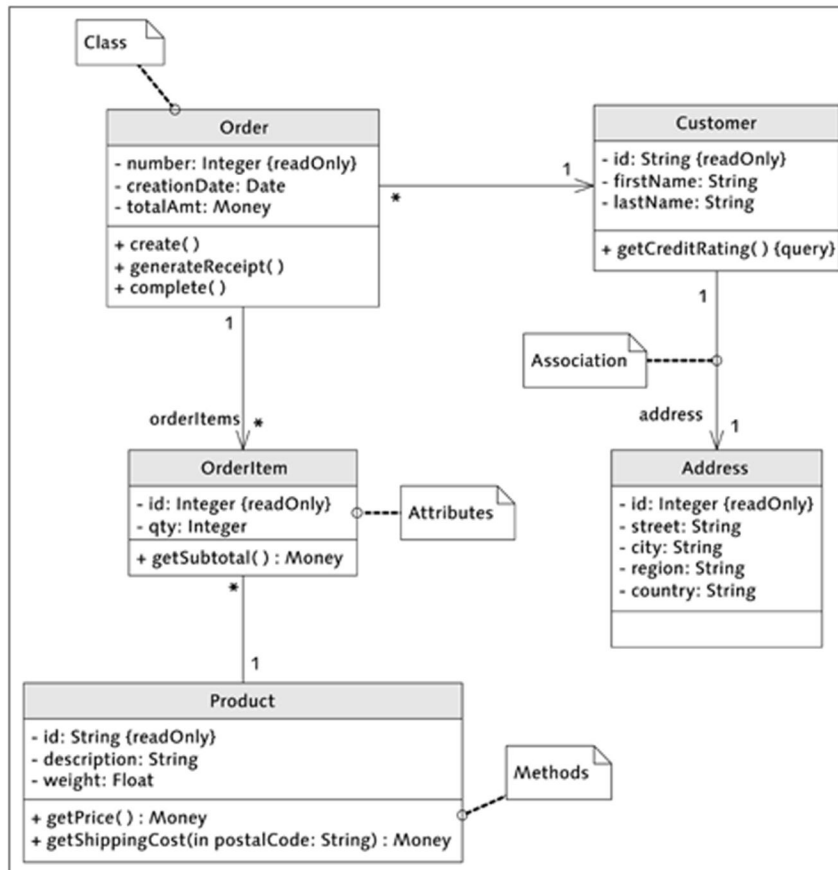 Class
Order
- number: Integer {readOnly}
- creationDate: Date
- totalAmt: Money
+ create()
+ generateReceipt()
+ complete()
*
1
Customer
- id: String {readOnly}
- firstName: String
- lastName: String
+ getCreditRating() {query}
1
1
Association
orderItems
*
address
1
OrderItem
- id: Integer {readOnly}
- qty: Integer
+ getSubtotal() : Money
Attributes
Address
- id: Integer {readOnly}
- street: String
- city: String
- region: String
- country: String
*
1
Product
- id: String {readOnly}
- description: String
- weight: Float
+ getPrice() : Money
+ getShippingCost(in postalCode: String) : Money
Methods